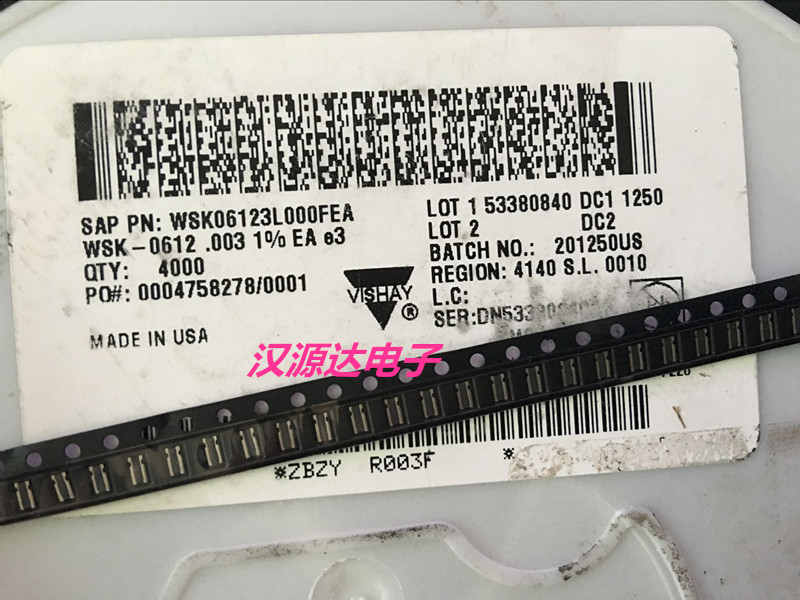 SAP PN: WSK06123L000FEA
WSK-0612 .003 1% EA e3
QTY: 4000
PO#: 0004758278/0001
MADE IN USA
VISHAY ®
LOT 1 53380840 DC1 1250
LOT 2 DC2
BATCH NO.: 201250US
REGION: 4140 S.L. 0010
L.C:
SER:DN533
汉源达电子
*ZBZY R003F *